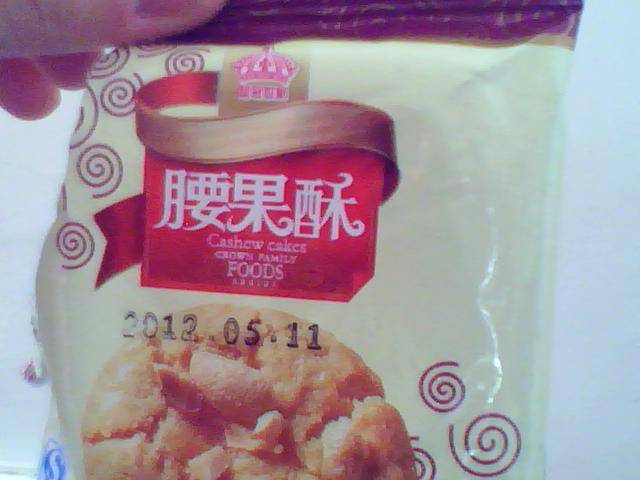 腰果酥
Cashew cakes
CROWN FAMILY
FOODS
2012.05.11